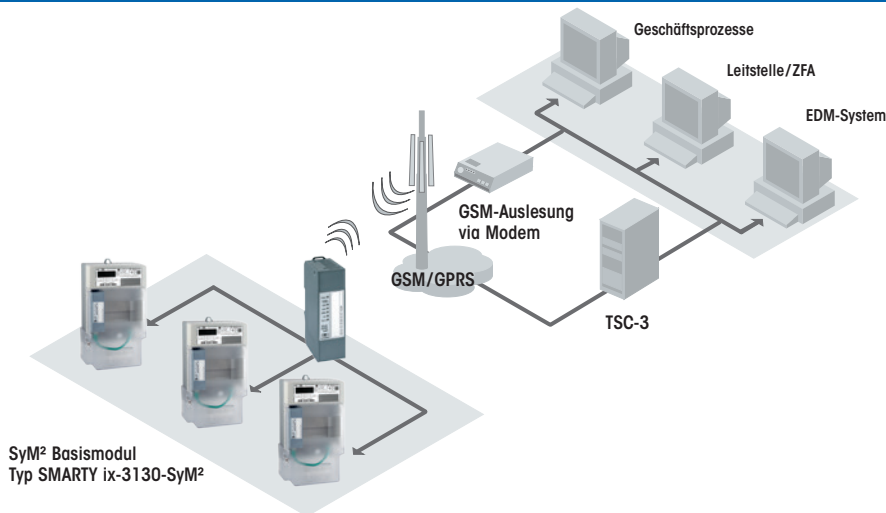 Geschäftsprozesse
Leitstelle/ZFA
EDM-System
GSM-Auslesung
via Modem
GSM/GPRS
TSC-3
SyM² Basismodul
Typ SMARTY ix-3130-SyM²